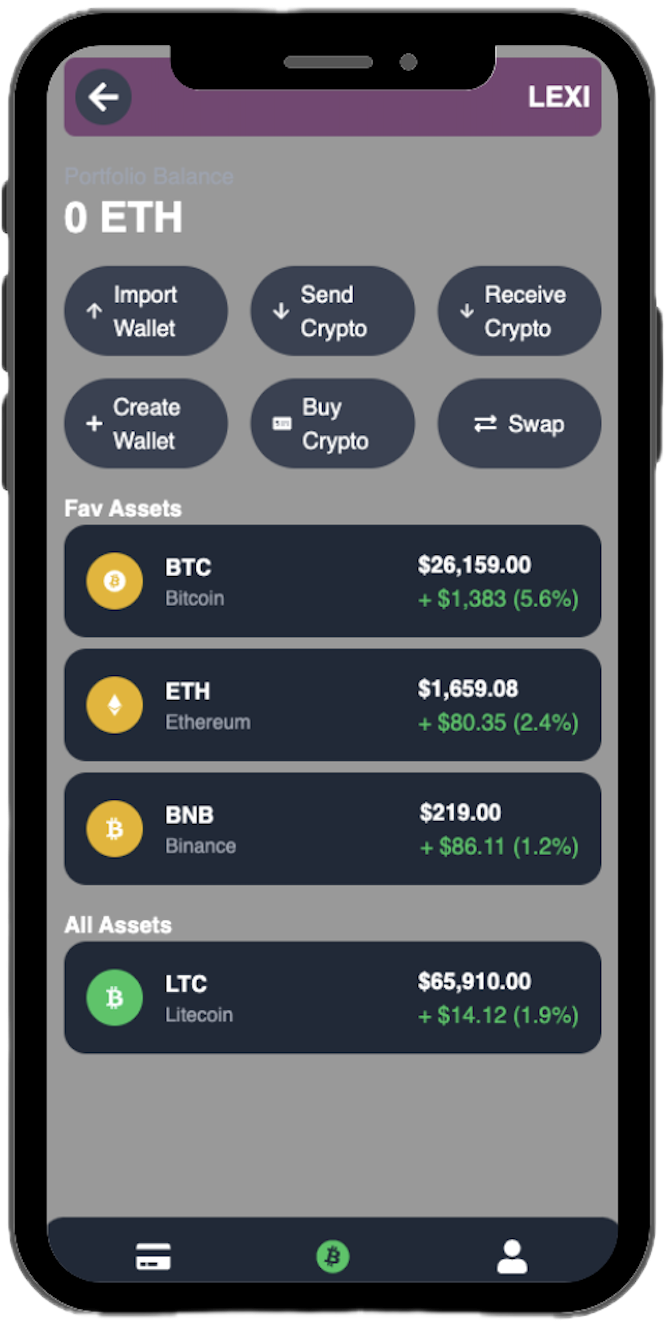 LEXI
Portfolio Balance
0 ETH
Import
Wallet
Send
Crypto
Receive
Crypto
Create
Wallet
Buy
Crypto
Swap
Fav Assets
BTC
$26,159.00
Bitcoin
+ $1,383 (5.6%)
ETH
$1,659.08
Ethereum
+ $80.35 (2.4%)
BNB
$219.00
Binance
+ $86.11 (1.2%)
All Assets
LTC
$65,910.00
Litecoin
+ $14.12 (1.9%)